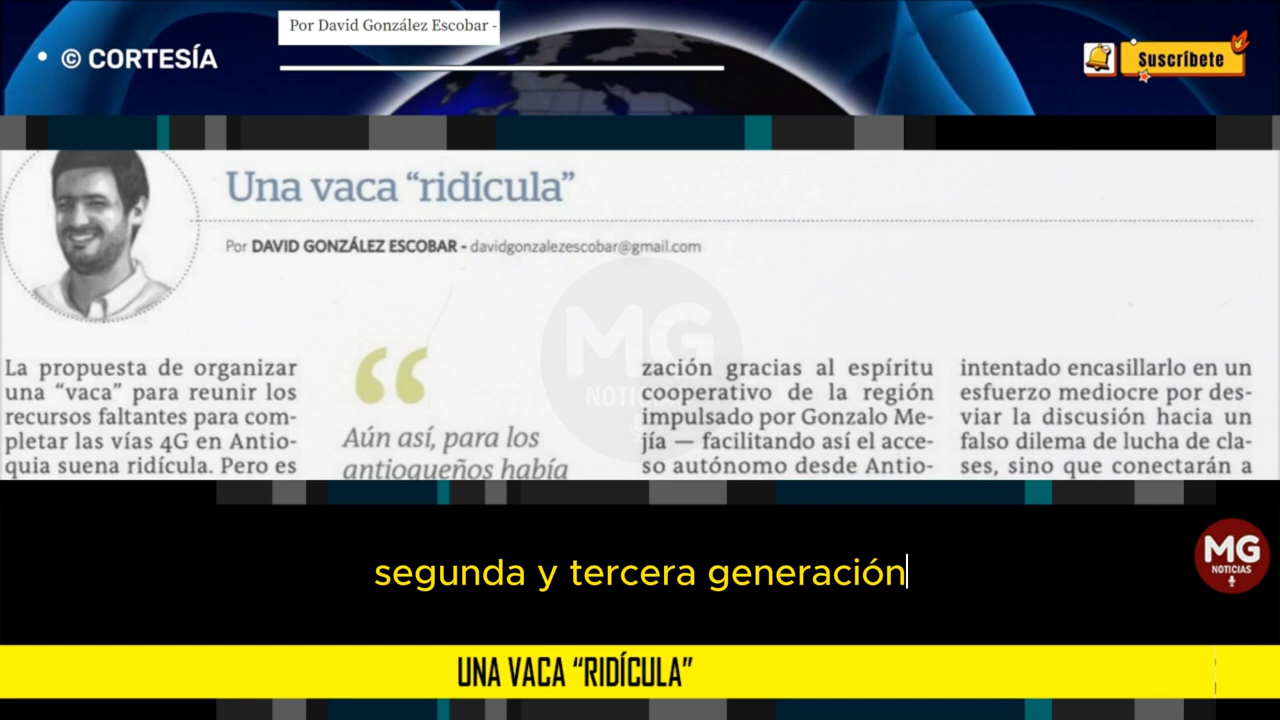 Por David González Escobar -
• © CORTESÍA
Suscríbete
Una vaca “ridícula”
Por DAVID GONZÁLEZ ESCOBAR - davidgonzalezescobar@gmail.com
La propuesta de organizar
una “vaca” para reunir los
recursos faltantes para com-
pletar las vías 4G en Antio-
quia suena ridícula. Pero es
“
Aún así, para los
antioqueños había
zación gracias al espíritu
cooperativo de la región
impulsado por Gonzalo Me-
jía — facilitando así el acce-
so autónomo desde Antio-
intentado encasillarlo en un
esfuerzo mediocre por des-
viar la discusión hacia un
falso dilema de lucha de cla-
ses, sino que conectarán a
MG
segunda y tercera generación
MG
NOTICIAS
UNA VACA “RIDÍCULA”